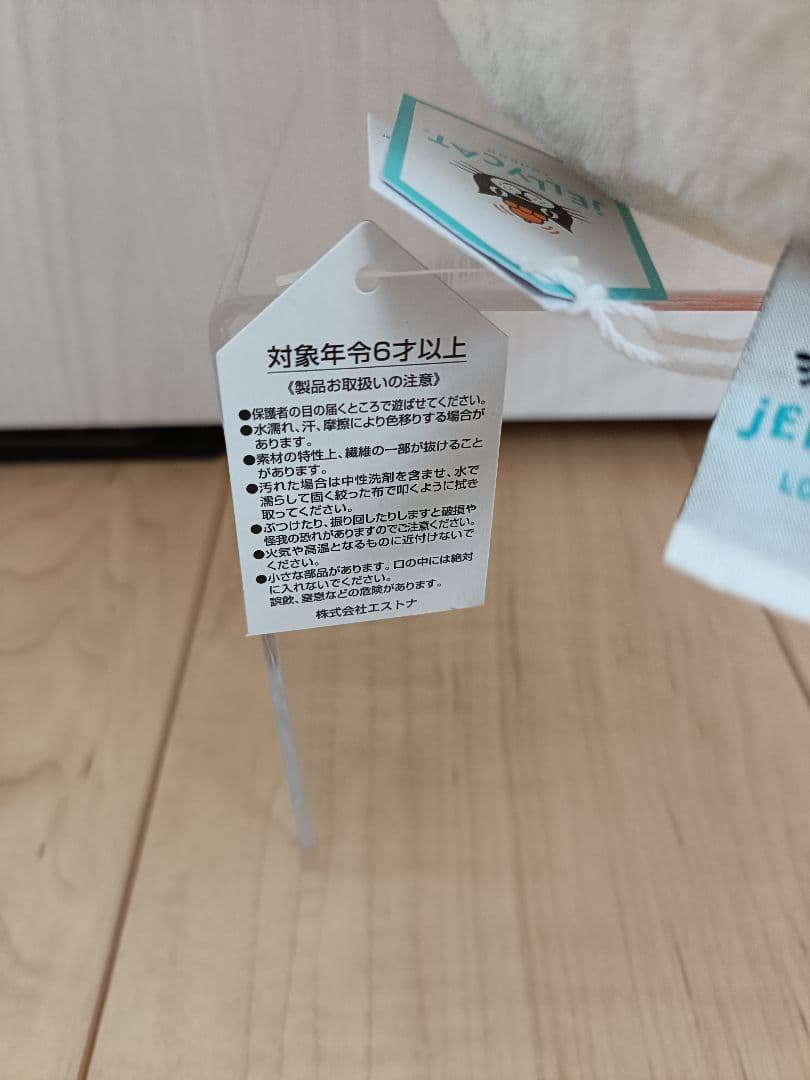 JELLYCAT
LONDON
対象年令6才以上
《製品お取扱いの注意》
●保護者の目の届くところで遊ばせてください。
●水濡れ、汗、摩擦により色移りする場合が
あります。
●素材の特性上、繊維の一部が抜けること
があります。
●汚れた場合は中性洗剤を含ませ、水で
濡らして固く絞った布で叩くように拭き
取ってください。
●ぶつけたり、振り回したりしますと破損や
怪我の恐れがありますのでご注意ください。
●火気や高温となるものに近付けないで
ください。
●小さな部品があります。口の中には絶対
に入れないでください。
誤飲、窒息などの危険があります。
株式会社エストナ